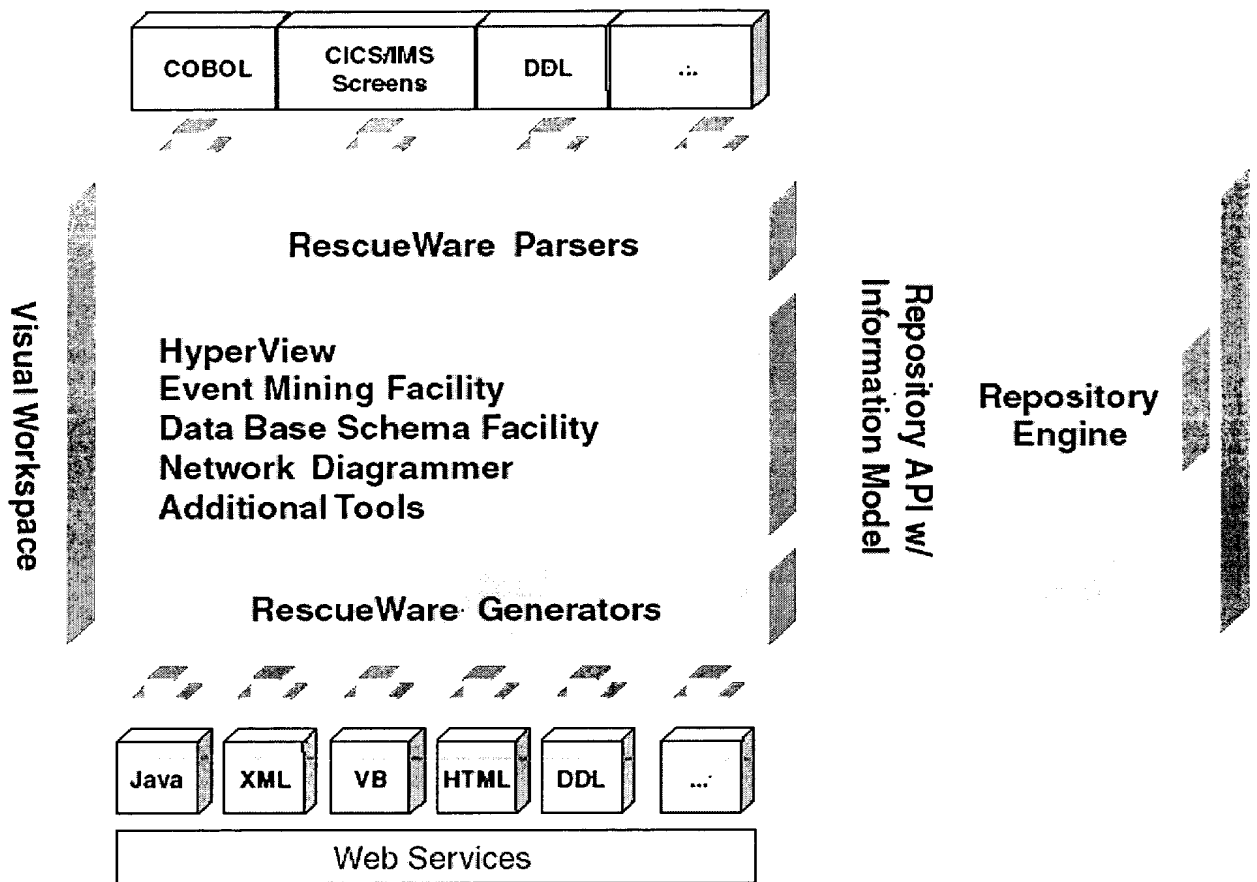 COBOL
CICS/IMS
Screens
DDL
...
RescueWare Parsers
Visual Workspace
HyperView
Event Mining Facility
Data Base Schema Facility
Network Diagrammer
Additional Tools
Repository API w/
Information Model
Repository
Engine
RescueWare Generators
Java
XML
VB
HTML
DDL
...
Web Services